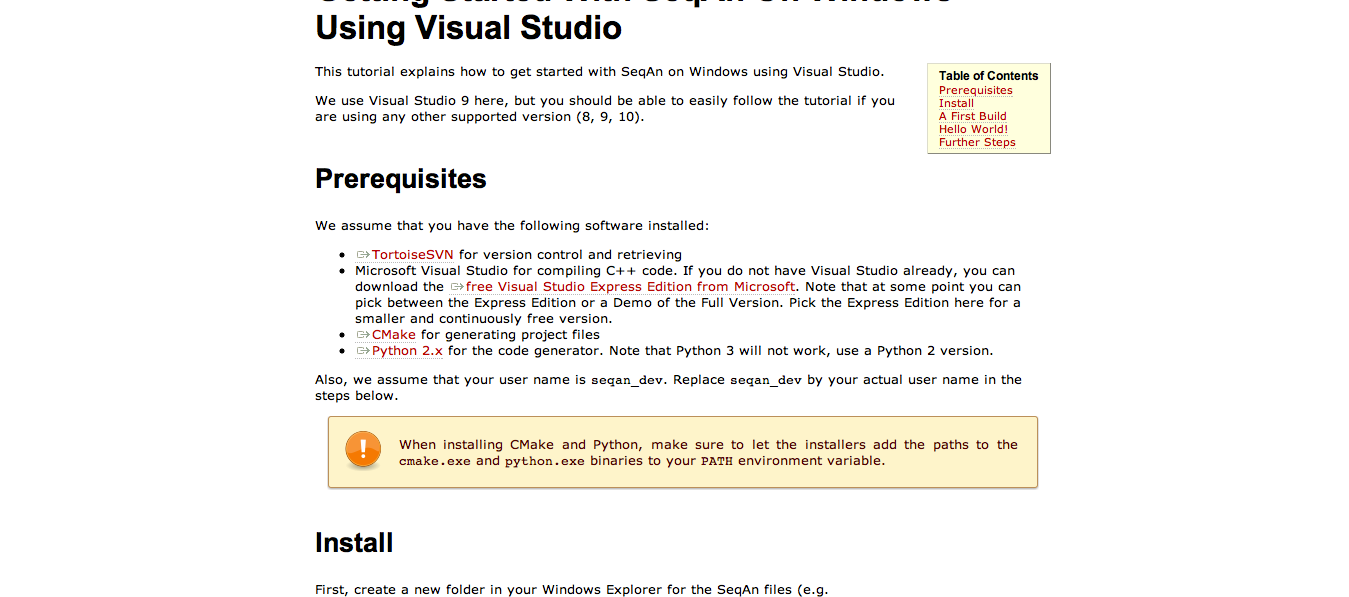 Getting Started With SeqAn On Windows
Using Visual Studio
This tutorial explains how to get started with SeqAn on Windows using Visual Studio.
We use Visual Studio 9 here, but you should be able to easily follow the tutorial if you
are using any other supported version (8, 9, 10).
Table of Contents
Prerequisites
Install
A First Build
Hello World!
Further Steps
Prerequisites
We assume that you have the following software installed:
TortoiseSVN for version control and retrieving
Microsoft Visual Studio for compiling C++ code. If you do not have Visual Studio already, you can
download the free Visual Studio Express Edition from Microsoft. Note that at some point you can
pick between the Express Edition or a Demo of the Full Version. Pick the Express Edition here for a
smaller and continuously free version.
CMake for generating project files
Python 2.x for the code generator. Note that Python 3 will not work, use a Python 2 version.
Also, we assume that your user name is seqan_dev. Replace seqan_dev by your actual user name in the
steps below.
When installing CMake and Python, make sure to let the installers add the paths to the
cmake.exe and python.exe binaries to your PATH environment variable.
Install
First, create a new folder in your Windows Explorer for the SeqAn files (e.g.